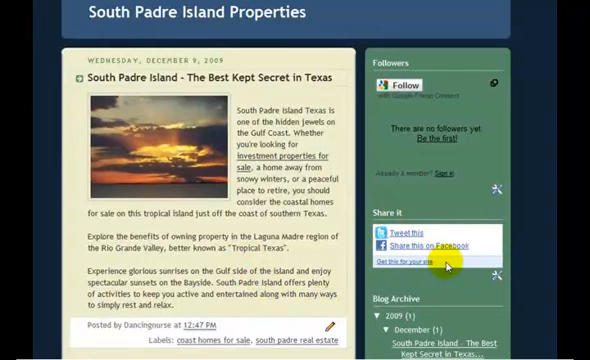 South Padre Island Properties
WEDNESDAY, DECEMBER 9, 2009
South Padre Island - The Best Kept Secret in Texas
South Padre Island Texas is
one of the hidden jewels on
the Gulf Coast. Whether
you're looking for
investment properties for
sale, a home away from
snowy winters, or a peaceful
place to retire, you should
consider the coastal homes
for sale on this tropical island just off the coast of southern Texas.
Explore the benefits of owning property in the Laguna Madre region of
the Rio Grande Valley, better known as "Tropical Texas".
Experience glorious sunrises on the Gulf side of the island and enjoy
spectacular sunsets on the Bayside. South Padre Island offers plenty
of activities to keep you active and entertained along with many ways
to simply rest and relax.
Posted by Dancingnurse at 12:47 PM
Labels: coast homes for sale, south padre real estate
Followers
Follow
with Google Friend Connect
There are no followers yet.
Be the first!
Already a member? Sign in
Share it
Tweet this
Share this on Facebook
Get this for your site
Blog Archive
▼ 2009 (1)
▼ December (1)
South Padre Island - The Best
Kept Secret in Texas...